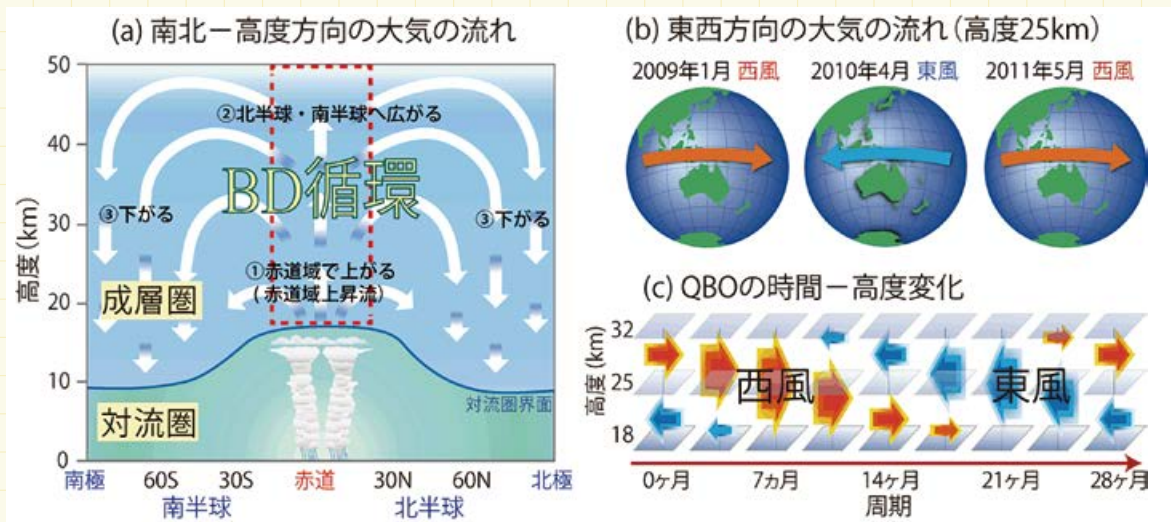 (a) 南北－高度方向の大気の流れ
50
40
30
20
10
0
高度(km)
②北半球・南半球へ広がる
BD循環
③下がる
③下がる
①赤道域で上がる
(赤道域上昇流)
成層圏
対流圏
対流圏界面
南極 60S 30S 赤道 30N 60N 北極
南半球 北半球
(b) 東西方向の大気の流れ(高度25km)
2009年1月 西風 2010年4月 東風 2011年5月 西風
(c) QBOの時間－高度変化
32
25
18
高度(km)
西風 東風
0ヶ月 7カ月 14ヶ月 21ヶ月 28ヶ月
周期